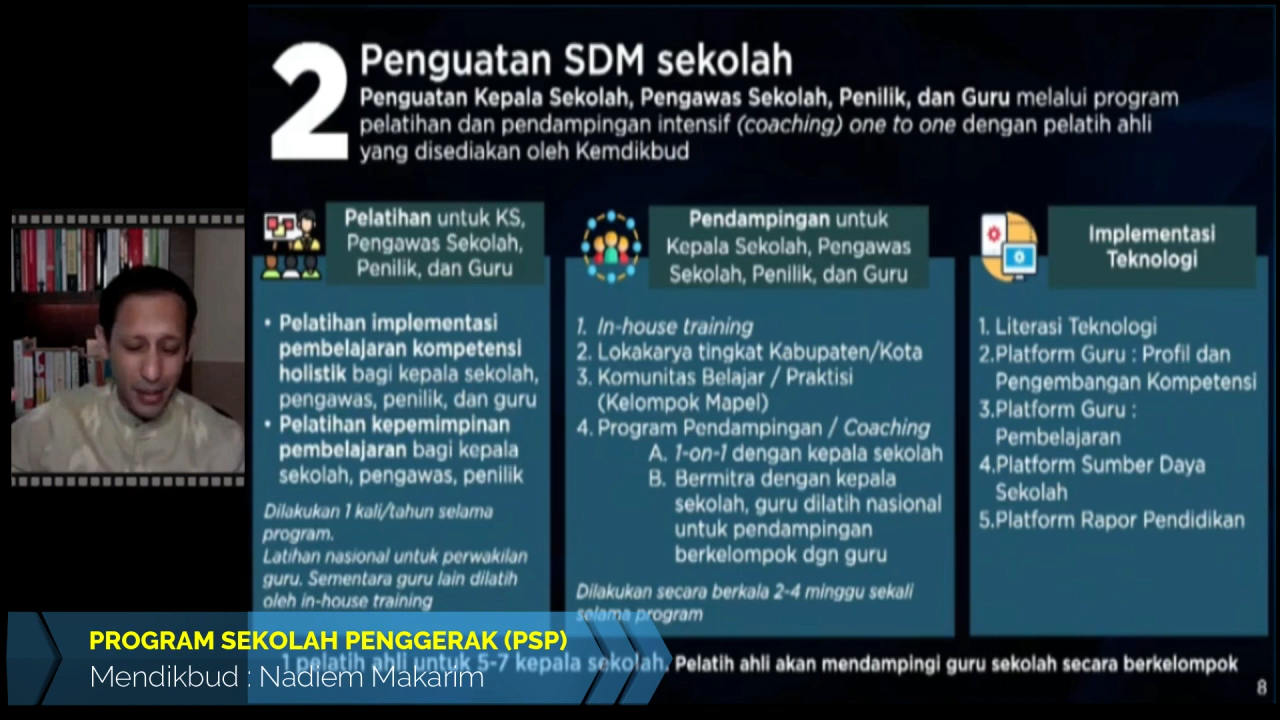 2
Penguatan SDM sekolah
Penguatan Kepala Sekolah, Pengawas Sekolah, Penilik, dan Guru melalui program
pelatihan dan pendampingan intensif (coaching) one to one dengan pelatih ahli
yang disediakan oleh Kemdikbud
Pelatihan untuk KS,
Pengawas Sekolah,
Penilik, dan Guru
• Pelatihan implementasi
pembelajaran kompetensi
holistik bagi kepala sekolah,
pengawas, penilik, dan guru
• Pelatihan kepemimpinan
pembelajaran bagi kepala
sekolah, pengawas, penilik
Dilakukan 1 kali/tahun selama
program.
Latihan nasional untuk perwakilan
guru. Sementara guru lain dilatih
oleh in-house training
Pendampingan untuk
Kepala Sekolah, Pengawas
Sekolah, Penilik, dan Guru
1. In-house training
2. Lokakarya tingkat Kabupaten/Kota
3. Komunitas Belajar / Praktisi
(Kelompok Mapel)
4. Program Pendampingan / Coaching
A. 1-on-1 dengan kepala sekolah
B. Bermitra dengan kepala
sekolah, guru dilatih nasional
untuk pendampingan
berkelompok dgn guru
Dilakukan secara berkala 2-4 minggu sekali
selama program
Implementasi
Teknologi
1. Literasi Teknologi
2.Platform Guru : Profil dan
Pengembangan Kompetensi
3.Platform Guru :
Pembelajaran
4.Platform Sumber Daya
Sekolah
5.Platform Rapor Pendidikan
1 pelatih ahli untuk 5-7 kepala sekolah. Pelatih ahli akan mendampingi guru sekolah secara berkelompok
8
PROGRAM SEKOLAH PENGGERAK (PSP)
Mendikbud : Nadiem Makarim